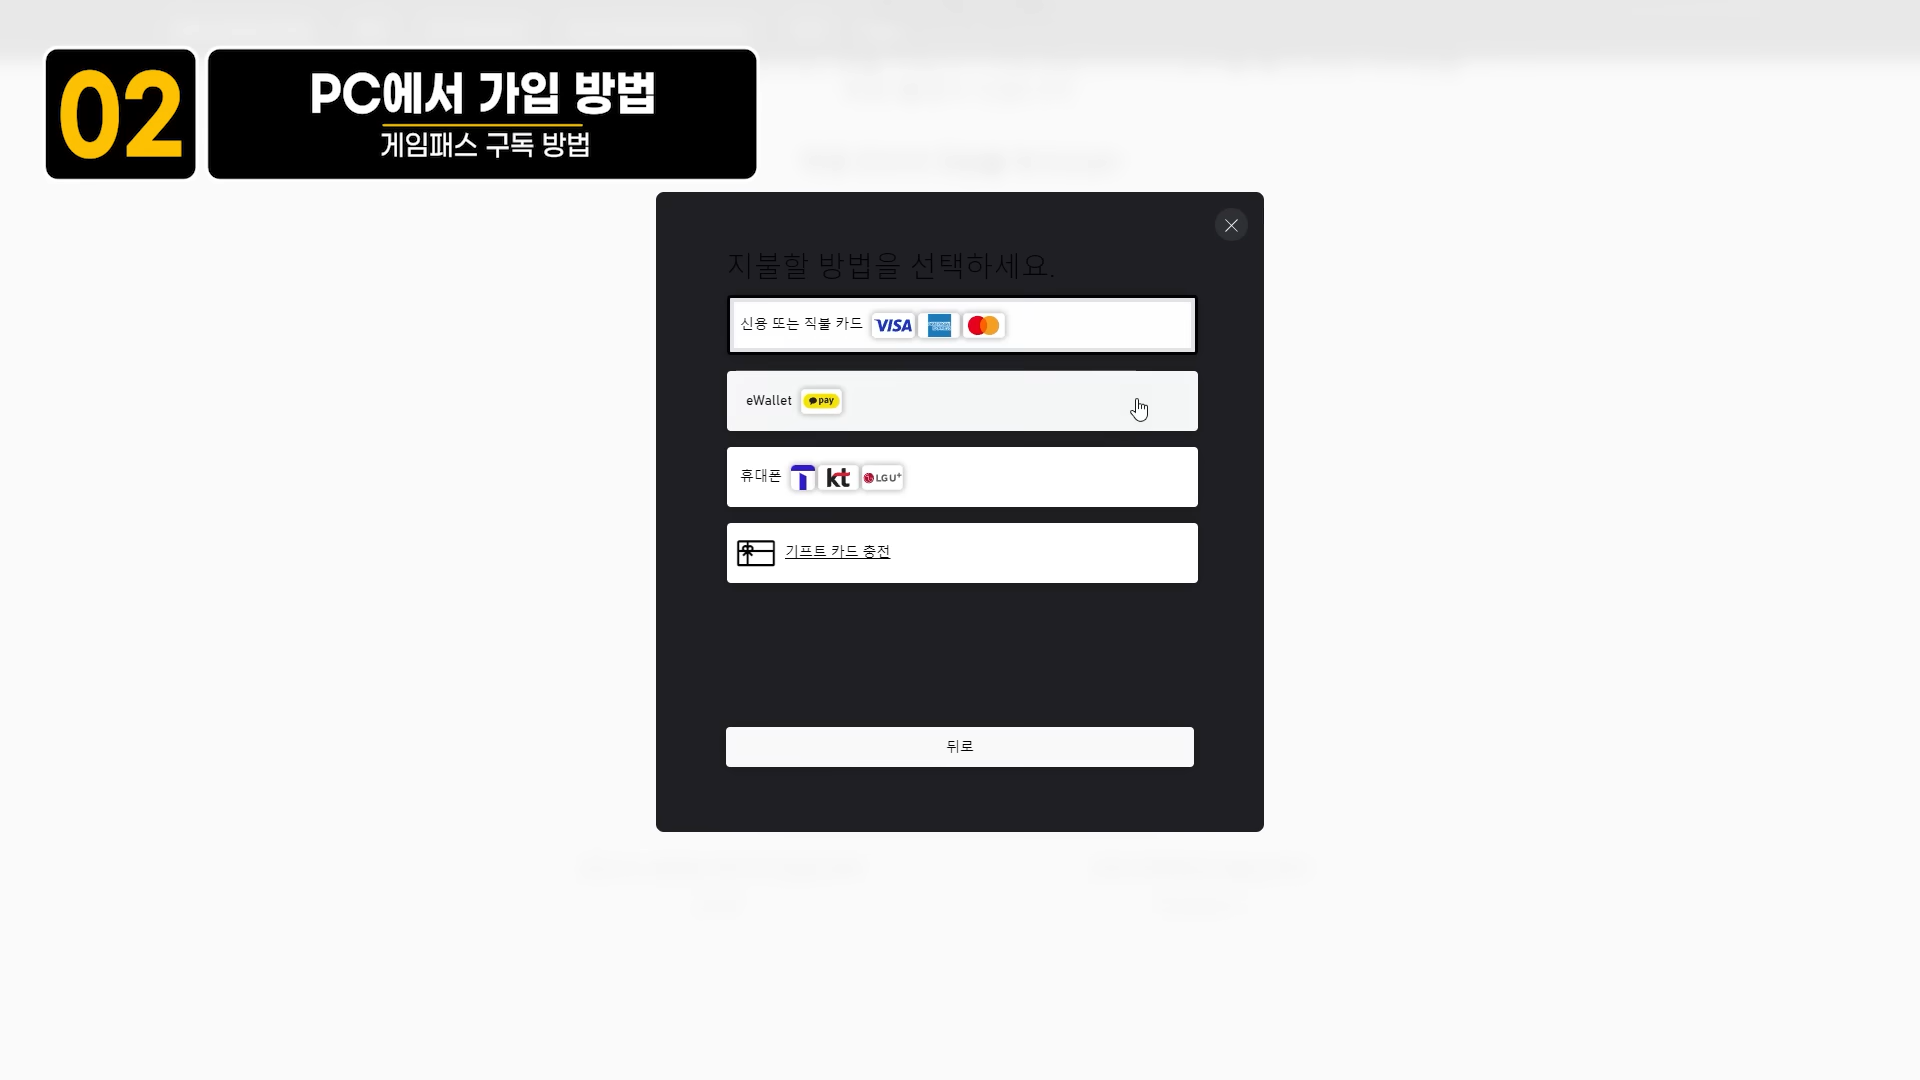 02
PC에서 가입 방법
게임패스 구독 방법
지불할 방법을 선택하세요.
신용 또는 직불 카드 VISA
eWallet pay
휴대폰 T kt LG U+
기프트 카드 충전
뒤로